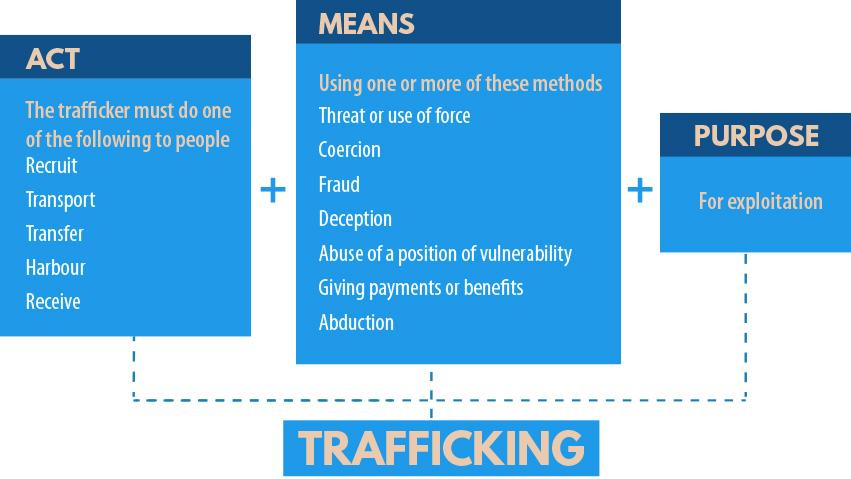 ACT
The trafficker must do one
of the following to people
Recruit
Transport
Transfer
Harbour
Receive
+
MEANS
Using one or more of these methods
Threat or use of force
Coercion
Fraud
Deception
Abuse of a position of vulnerability
Giving payments or benefits
Abduction
+
PURPOSE
For exploitation
TRAFFICKING